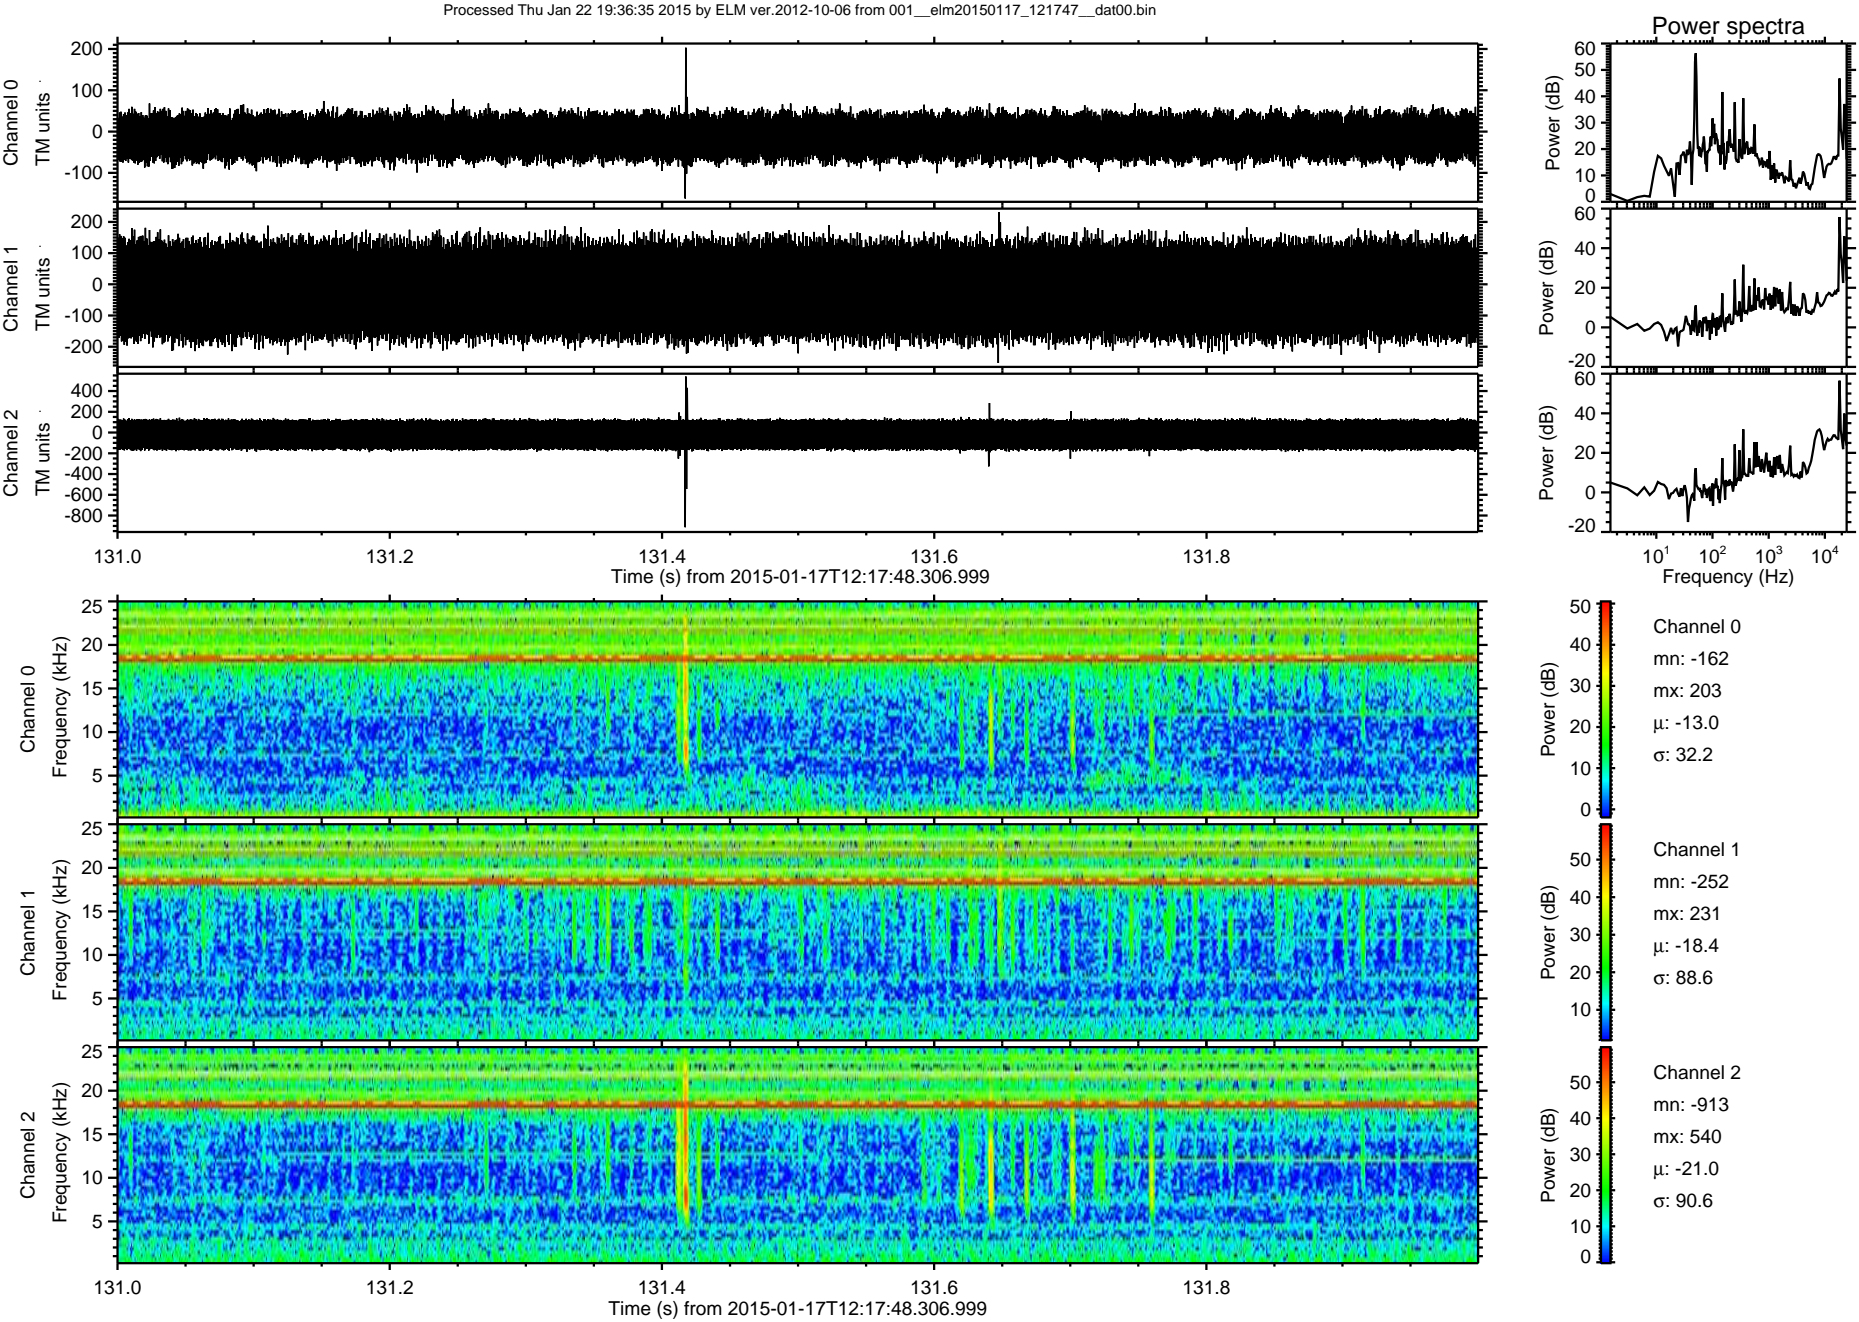 Processed Thu Jan 22 19:36:35 2015 by ELM ver.2012-10-06 from 001__elm20150117_121747__dat00.bin
Power spectra
Channel 0
TM units
200
100
0
-100
Power (dB)
60
50
40
30
20
10
0
Channel 1
TM units
200
100
0
-100
-200
Power (dB)
60
40
20
0
-20
Channel 2
TM units
400
200
0
-200
-400
-600
-800
Power (dB)
60
40
20
0
-20
131.0 131.2 131.4 131.6 131.8
Time (s) from 2015-01-17T12:17:48.306.999
10¹ 10² 10³ 10⁴
Frequency (Hz)
Channel 0
Frequency (kHz)
25
20
15
10
5
Power (dB)
50
40
30
20
10
0
Channel 0
mn: -162
mx: 203
μ: -13.0
σ: 32.2
Channel 1
Frequency (kHz)
25
20
15
10
5
Power (dB)
50
40
30
20
10
Channel 1
mn: -252
mx: 231
μ: -18.4
σ: 88.6
Channel 2
Frequency (kHz)
25
20
15
10
5
Power (dB)
50
40
30
20
10
0
Channel 2
mn: -913
mx: 540
μ: -21.0
σ: 90.6
131.0 131.2 131.4 131.6 131.8
Time (s) from 2015-01-17T12:17:48.306.999